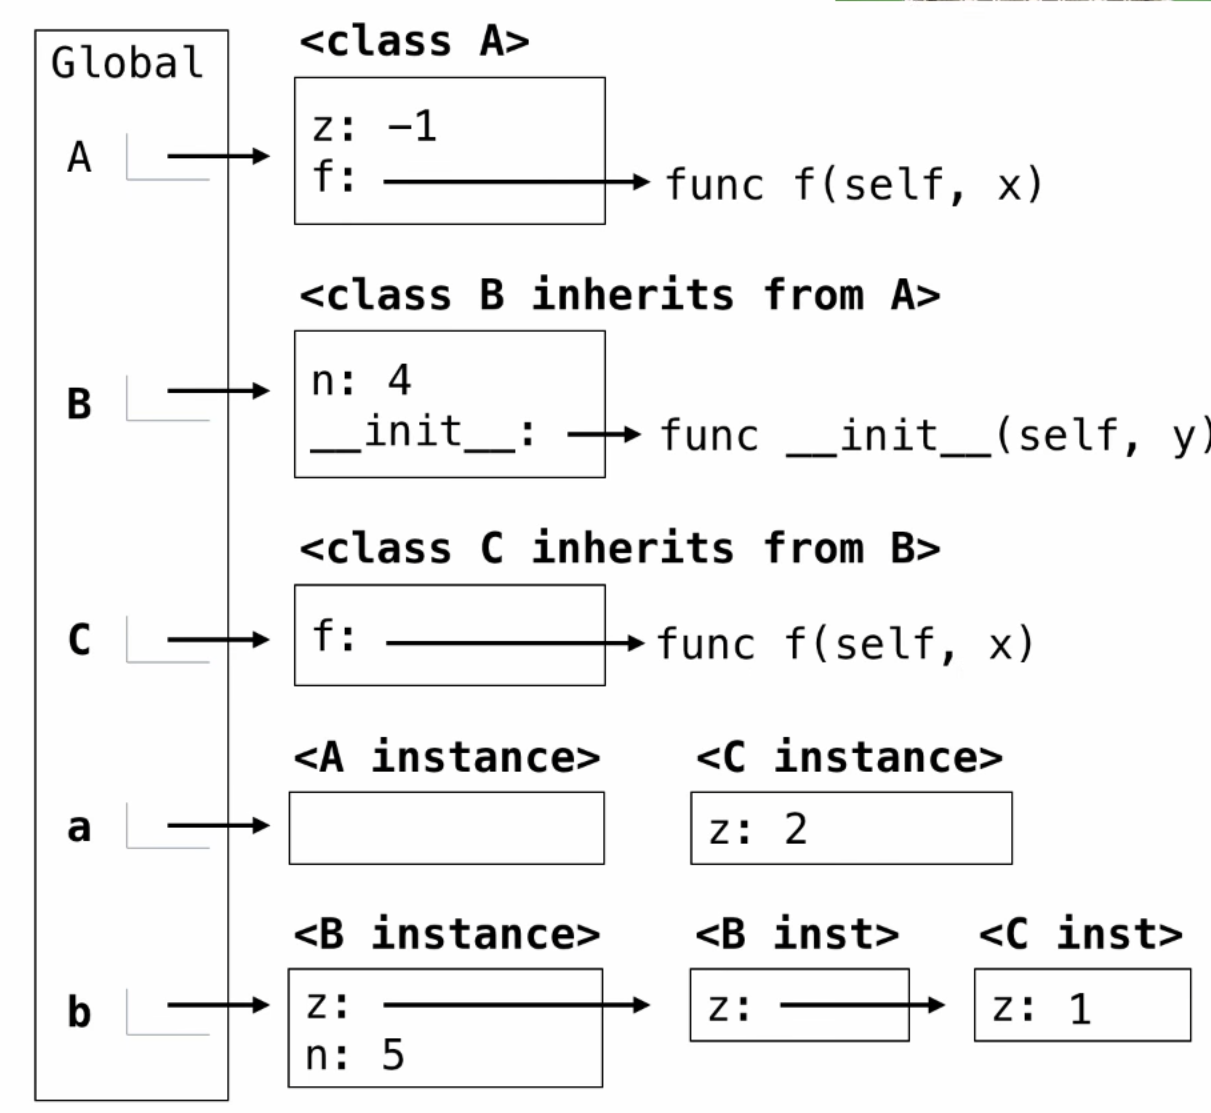 Global
<class A>
A
z: −1
f:
func f(self, x)
<class B inherits from A>
B
n: 4
__init__:
func __init__(self, y)
<class C inherits from B>
C
f:
func f(self, x)
<A instance>
<C instance>
a
z: 2
<B instance>
<B inst>
<C inst>
b
z:
n: 5
z:
z: 1